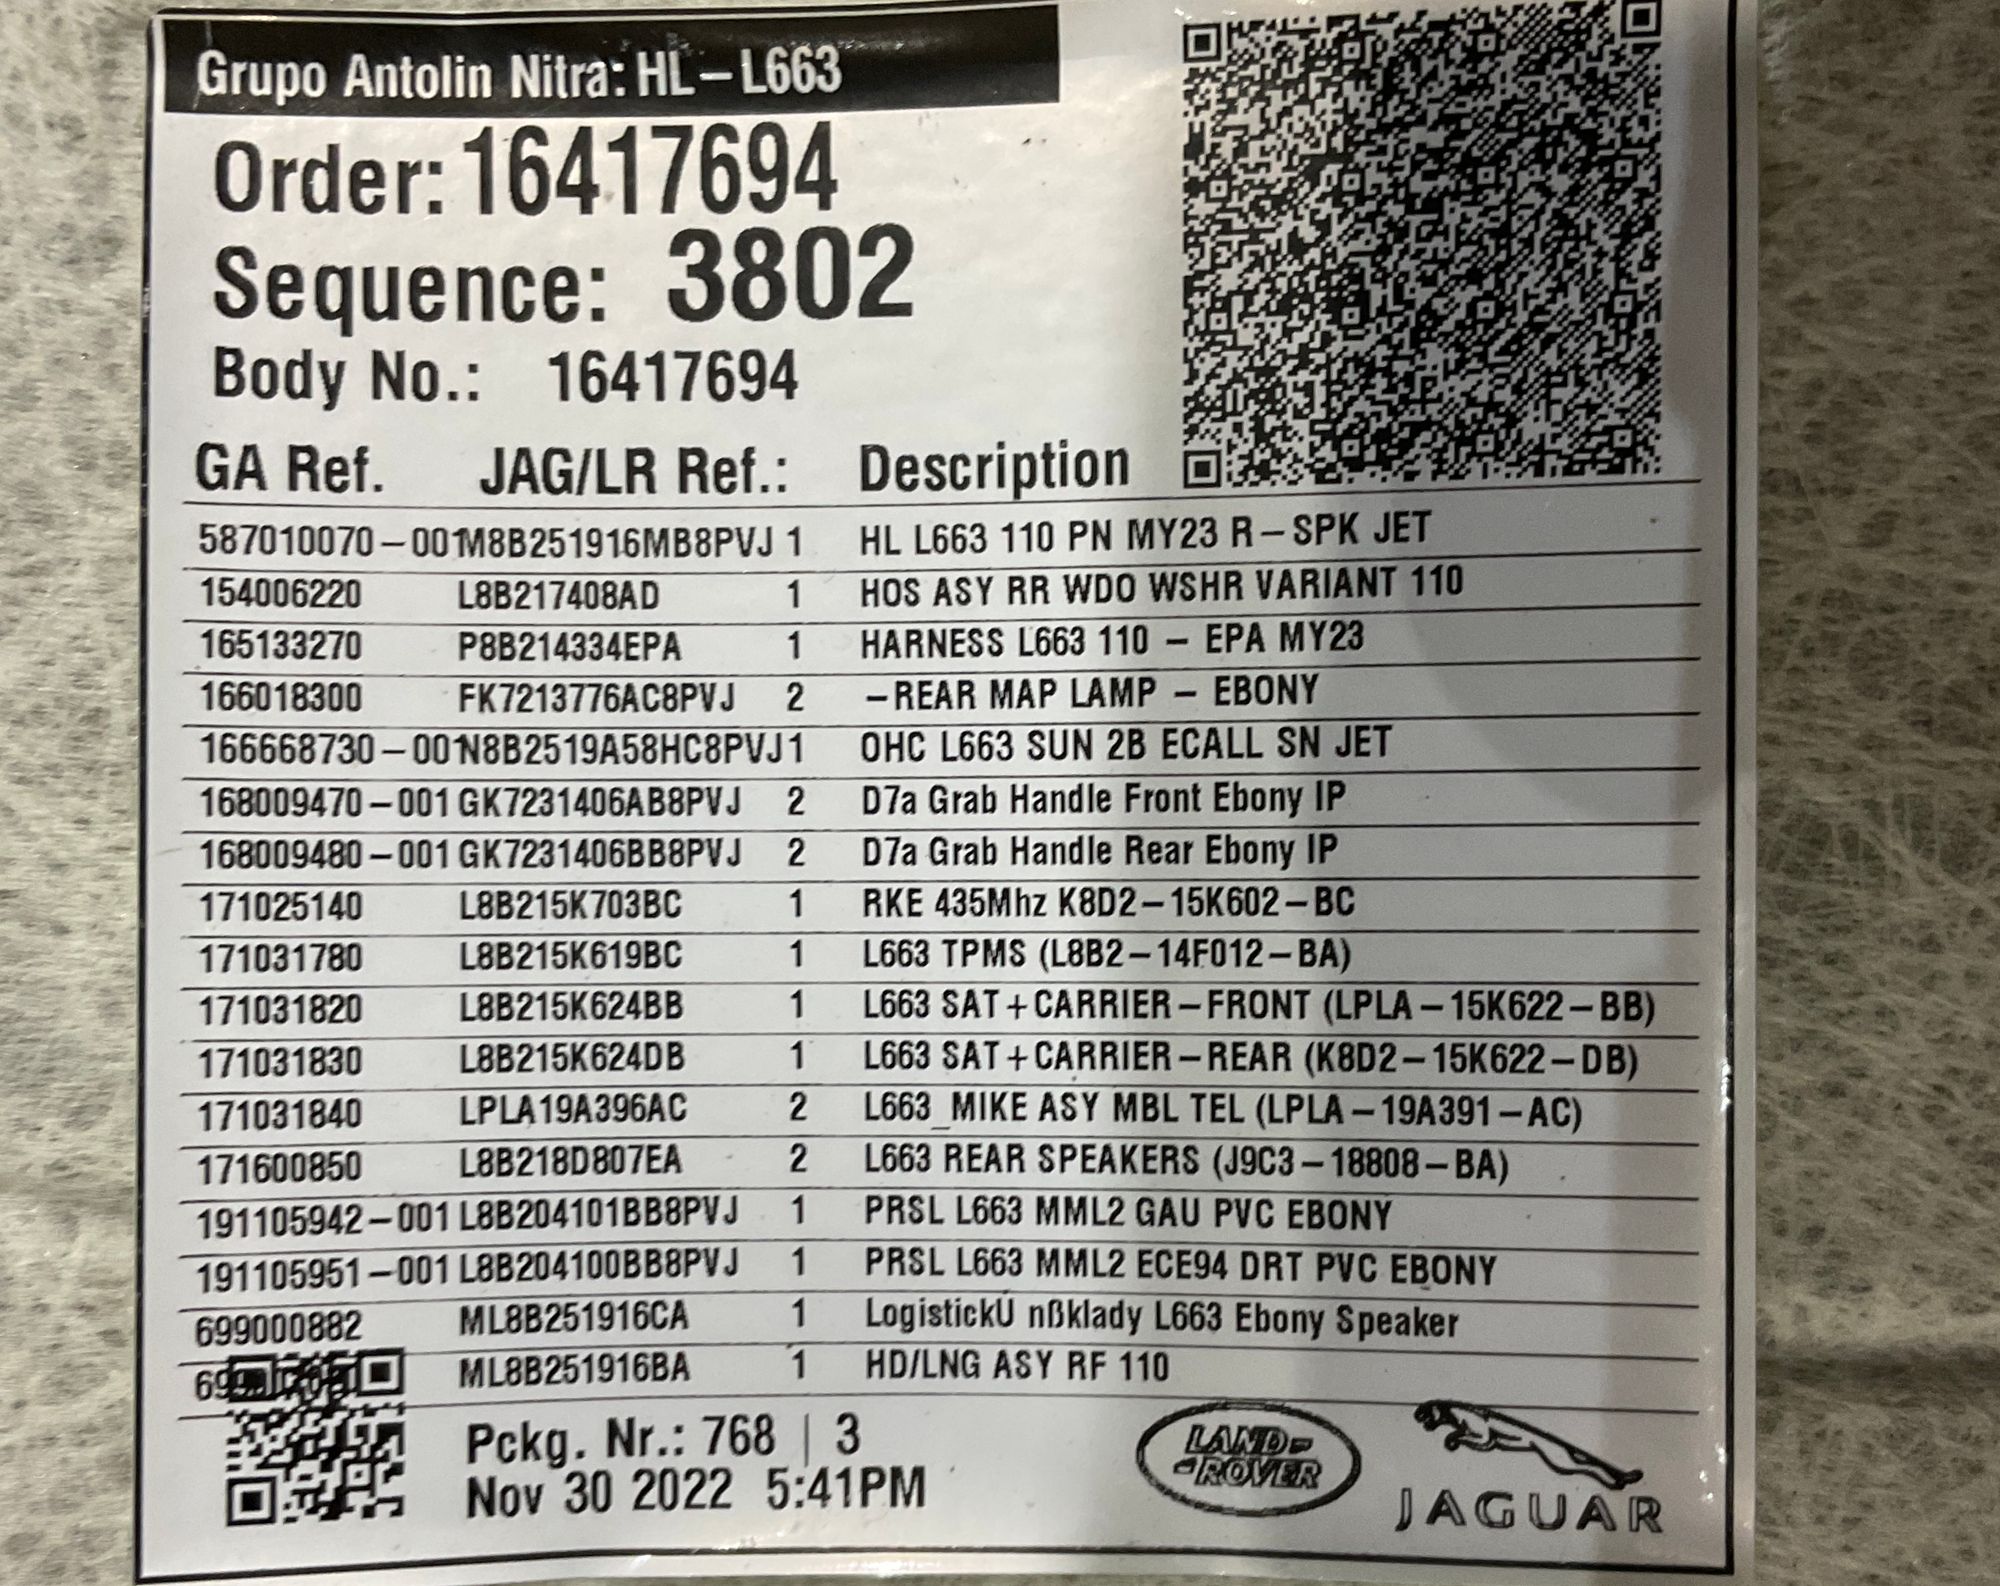 Grupo Antolin Nitra: HL – L663
Order: 16417694
Sequence: 3802
Body No.: 16417694
GA Ref. JAG/LR Ref.: Description
587010070–001 M8B251916MB8PVJ 1 HL L663 110 PN MY23 R–SPK JET
154006220 L8B217408AD 1 HOS ASY RR WDO WSHR VARIANT 110
165133270 P8B214334EPA 1 HARNESS L663 110 – EPA MY23
166018300 FK7213776AC8PVJ 2 –REAR MAP LAMP – EBONY
166668730–001 N8B2519A58HC8PVJ 1 OHC L663 SUN 2B ECALL SN JET
168009470–001 GK7231406AB8PVJ 2 D7a Grab Handle Front Ebony IP
168009480–001 GK7231406BB8PVJ 2 D7a Grab Handle Rear Ebony IP
171025140 L8B215K703BC 1 RKE 435Mhz K8D2–15K602–BC
171031780 L8B215K619BC 1 L663 TPMS (L8B2–14F012–BA)
171031820 L8B215K624BB 1 L663 SAT+CARRIER–FRONT (LPLA–15K622–BB)
171031830 L8B215K624DB 1 L663 SAT+CARRIER–REAR (K8D2–15K622–DB)
171031840 LPLA19A396AC 2 L663_MIKE ASY MBL TEL (LPLA–19A391–AC)
171600850 L8B218D807EA 2 L663 REAR SPEAKERS (J9C3–18808–BA)
191105942–001 L8B204101BB8PVJ 1 PRSL L663 MML2 GAU PVC EBONY
191105951–001 L8B204100BB8PVJ 1 PRSL L663 MML2 ECE94 DRT PVC EBONY
699000882 ML8B251916CA 1 LogistickÚ nßklady L663 Ebony Speaker
ML8B251916BA 1 HD/LNG ASY RF 110
Pckg. Nr.: 768 | 3
Nov 30 2022 5:41PM
LAND-
-ROVER
JAGUAR